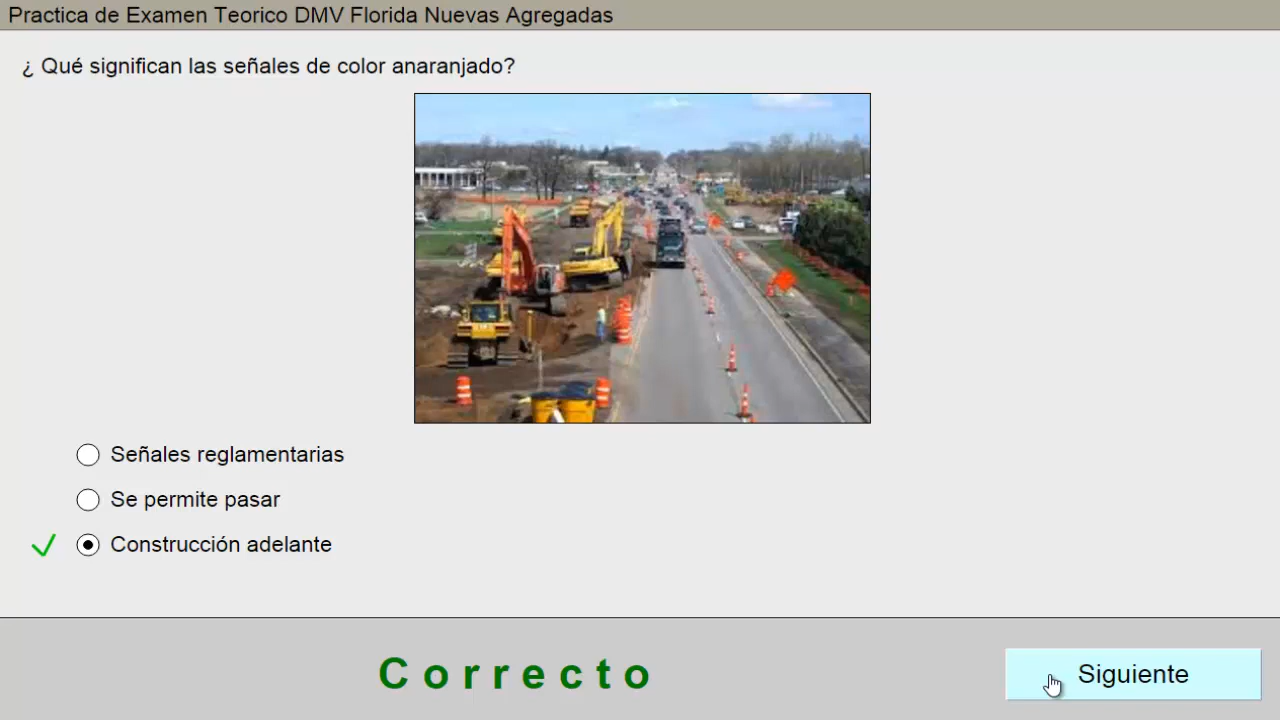 Practica de Examen Teorico DMV Florida Nuevas Agregadas
¿ Qué significan las señales de color anaranjado?
Señales reglamentarias
Se permite pasar
Construcción adelante
Correcto
Siguiente